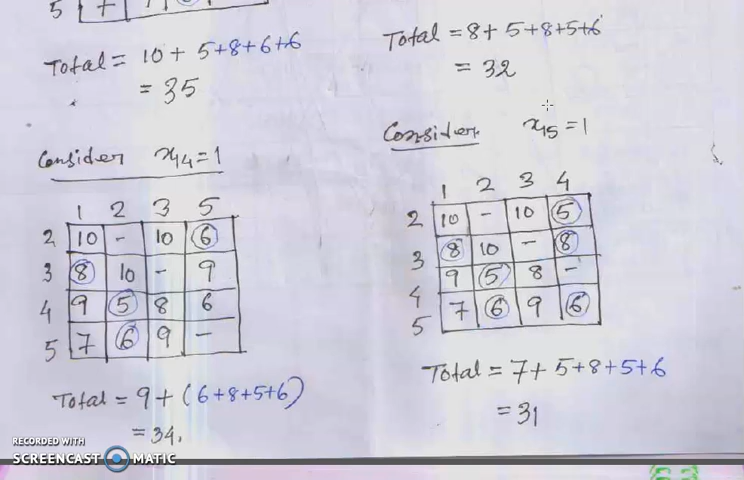 5 +
Total = 10 + 5+8+6+6
= 35
Consider x14=1
1 2 3 5
2 10 - 10 6
3 8 10 - 9
4 9 5 8 6
5 7 6 9 -
Total = 9 + (6+8+5+6)
= 34.
Total = 8 + 5+8+5+6
= 32
Consider x15=1
1 2 3 4
2 10 - 10 5
3 8 10 - 8
4 9 5 8 -
5 7 6 9 6
Total = 7 + 5+8+5+6
= 31
RECORDED WITH
SCREENCAST MATIC